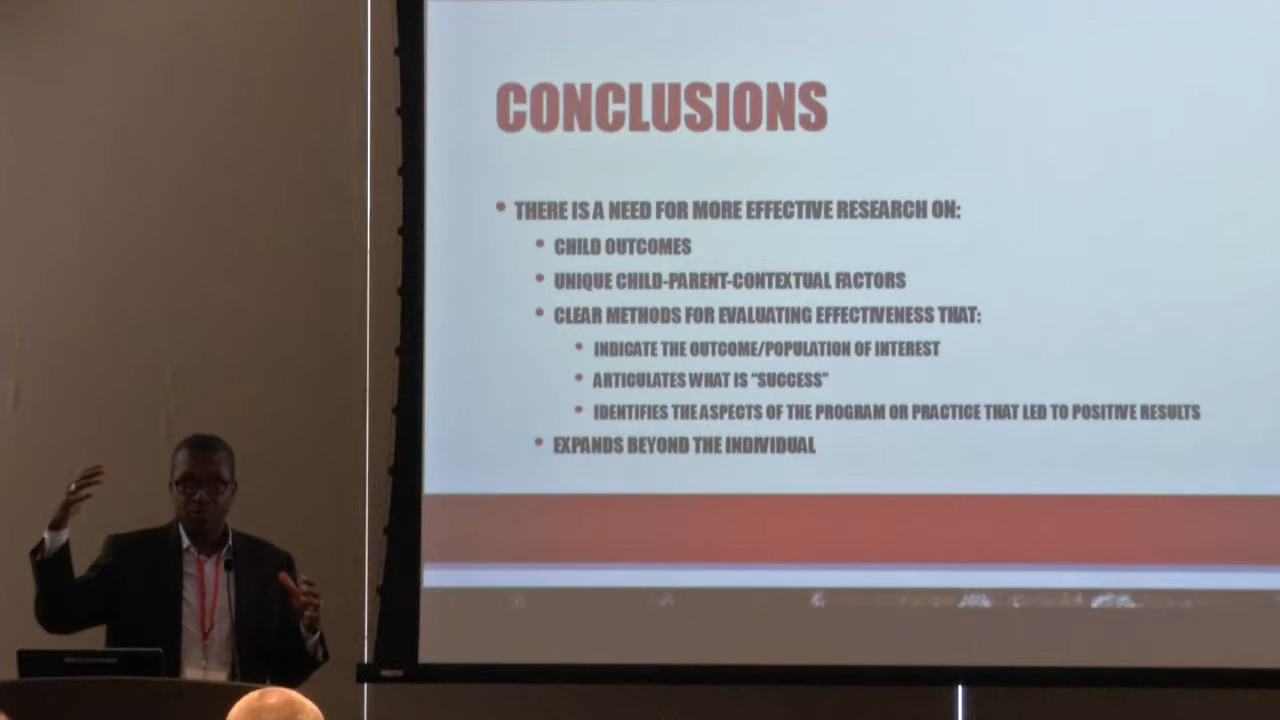 CONCLUSIONS
• THERE IS A NEED FOR MORE EFFECTIVE RESEARCH ON:
• CHILD OUTCOMES
• UNIQUE CHILD-PARENT-CONTEXTUAL FACTORS
• CLEAR METHODS FOR EVALUATING EFFECTIVENESS THAT:
• INDICATE THE OUTCOME/POPULATION OF INTEREST
• ARTICULATES WHAT IS “SUCCESS”
• IDENTIFIES THE ASPECTS OF THE PROGRAM OR PRACTICE THAT LED TO POSITIVE RESULTS
• EXPANDS BEYOND THE INDIVIDUAL